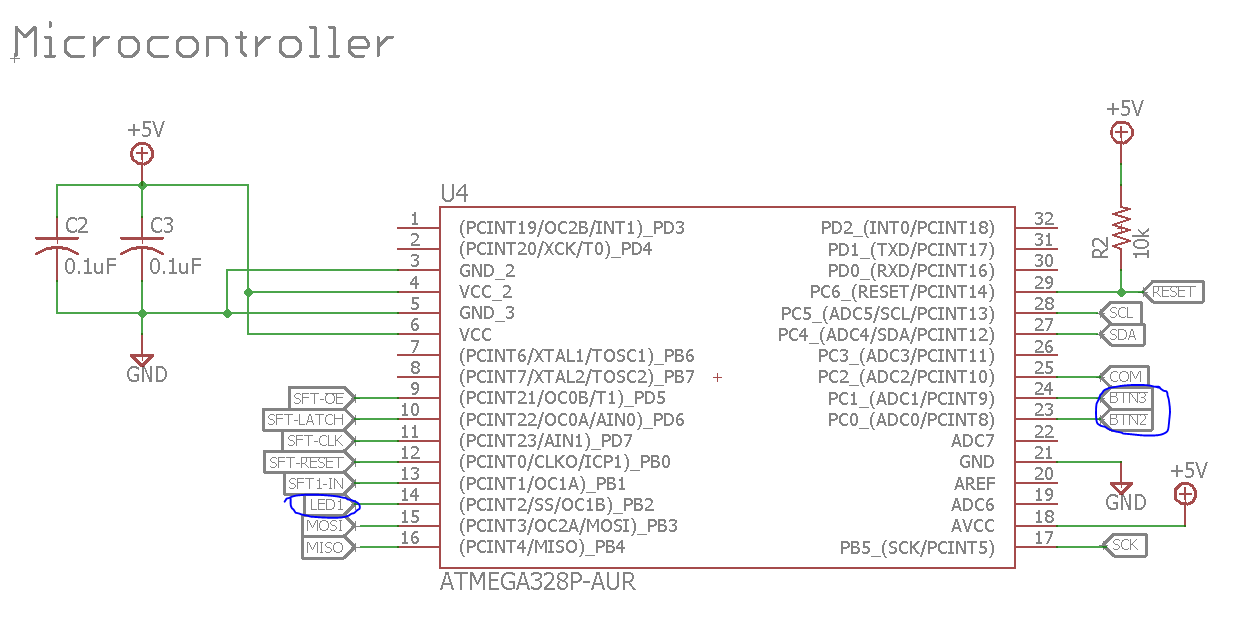 Microcontroller
+5V
C2
C3
0.1uF
0.1uF
GND
U4
1 (PCINT19/OC2B/INT1)_PD3
2 (PCINT20/XCK/T0)_PD4
3 GND_2
4 VCC_2
5 GND_3
6 VCC
7 (PCINT6/XTAL1/TOSC1)_PB6
8 (PCINT7/XTAL2/TOSC2)_PB7
SFT-OE 9 (PCINT21/OC0B/T1)_PD5
SFT-LATCH 10 (PCINT22/OC0A/AIN0)_PD6
SFT-CLK 11 (PCINT23/AIN1)_PD7
SFT-RESET 12 (PCINT0/CLKO/ICP1)_PB0
SFT1-IN 13 (PCINT1/OC1A)_PB1
LED1 14 (PCINT2/SS/OC1B)_PB2
MOSI 15 (PCINT3/OC2A/MOSI)_PB3
MISO 16 (PCINT4/MISO)_PB4
PD2_(INT0/PCINT18) 32
PD1_(TXD/PCINT17) 31
PD0_(RXD/PCINT16) 30
PC6_(RESET/PCINT14) 29 RESET
PC5_(ADC5/SCL/PCINT13) 28 SCL
PC4_(ADC4/SDA/PCINT12) 27 SDA
PC3_(ADC3/PCINT11) 26
PC2_(ADC2/PCINT10) 25 COM
PC1_(ADC1/PCINT9) 24 BTN3
PC0_(ADC0/PCINT8) 23 BTN2
ADC7 22
GND 21
AREF 20
ADC6 19
AVCC 18
PB5_(SCK/PCINT5) 17 SCK
ATMEGA328P-AUR
+5V
R2
10k
GND
+5V